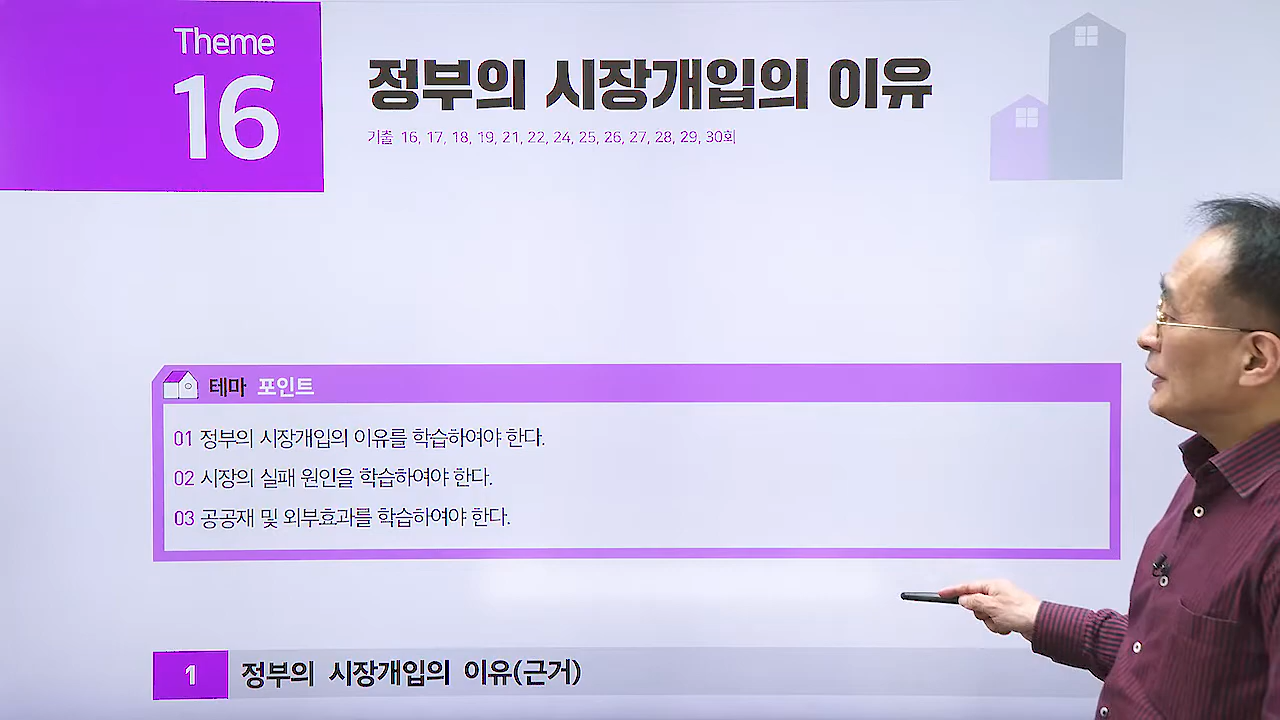 Theme
16
정부의 시장개입의 이유
기출 16, 17, 18, 19, 21, 22, 24, 25, 26, 27, 28, 29, 30회
테마 포인트
01 정부의 시장개입의 이유를 학습하여야 한다.
02 시장의 실패 원인을 학습하여야 한다.
03 공공재 및 외부효과를 학습하여야 한다.
1 정부의 시장개입의 이유(근거)